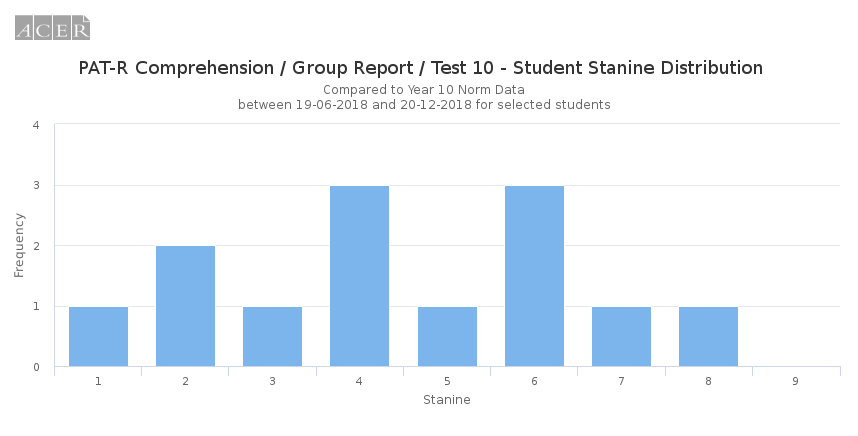 ACER
PAT-R Comprehension / Group Report / Test 10 - Student Stanine Distribution
Compared to Year 10 Norm Data
between 19-06-2018 and 20-12-2018 for selected students
Frequency
4
3
2
1
0
1 2 3 4 5 6 7 8 9
Stanine